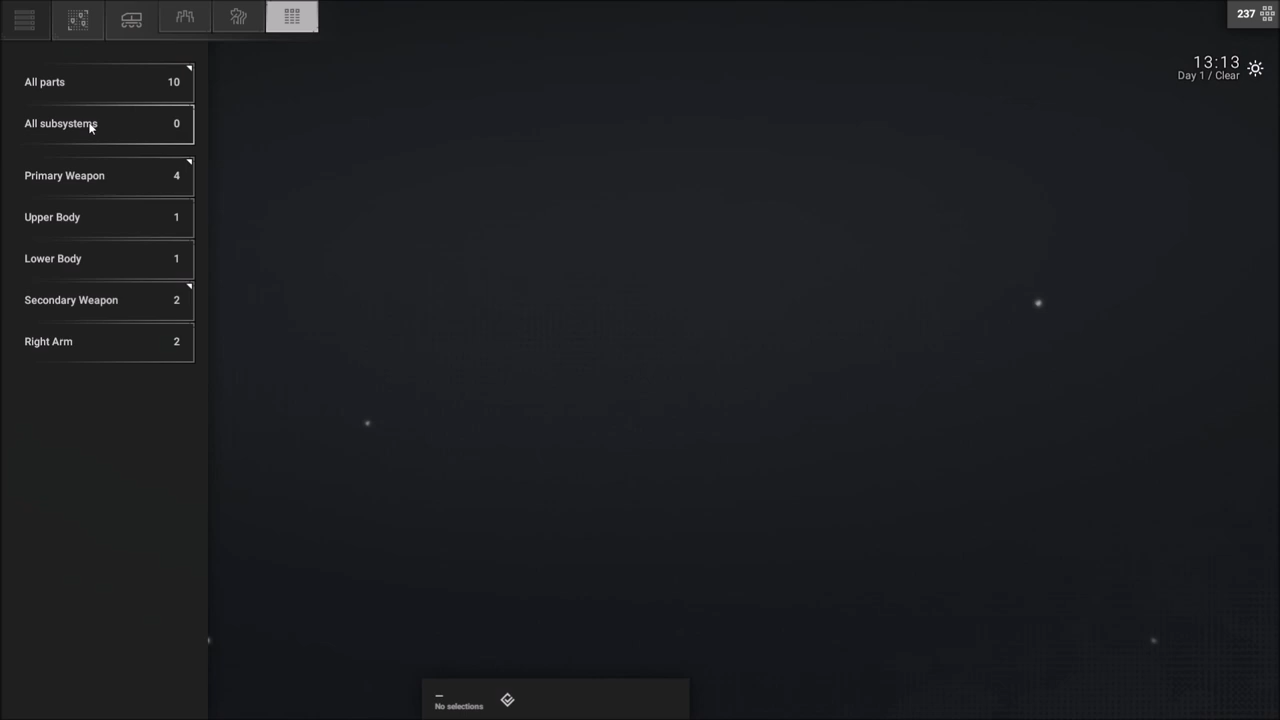 237
13:13
Day 1 / Clear
All parts 10
All subsystems 0
Primary Weapon 4
Upper Body 1
Lower Body 1
Secondary Weapon 2
Right Arm 2
–
No selections